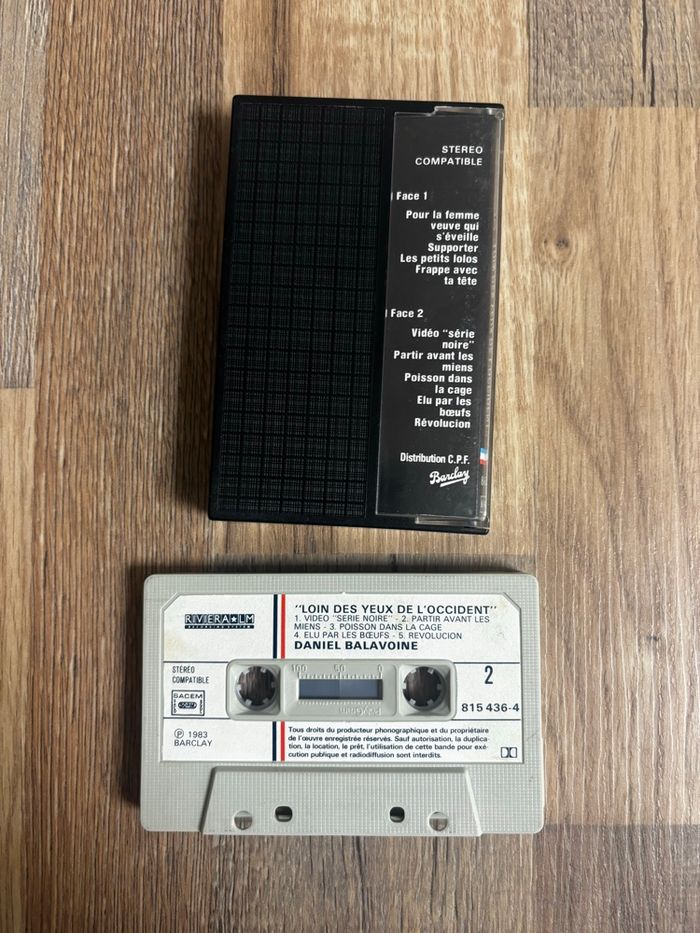 STEREO
COMPATIBLE
Face 1
Pour la femme
veuve qui
s'éveille
Supporter
Les petits lolos
Frappe avec
ta tête
Face 2
Vidéo "série
noire"
Partir avant les
miens
Poisson dans
la cage
Elu par les
bœufs
Révolucion
Distribution C.P.F.
Barclay
RIVIERA★LM
"LOIN DES YEUX DE L'OCCIDENT"
1. VIDEO "SERIE NOIRE" - 2. PARTIR AVANT LES
MIENS - 3. POISSON DANS LA CAGE
4. ELU PAR LES BŒUFS - 5. REVOLUCION
DANIEL BALAVOINE
STÉRÉO
COMPATIBLE
100 50 0
2
SACEM
815 436-4
Ⓟ 1983
BARCLAY
Tous droits du producteur phonographique et du propriétaire
de l'œuvre enregistrée réservés. Sauf autorisation, la duplica-
tion, la location, le prêt, l'utilisation de cette bande pour exé-
cution publique et radiodiffusion sont interdits.